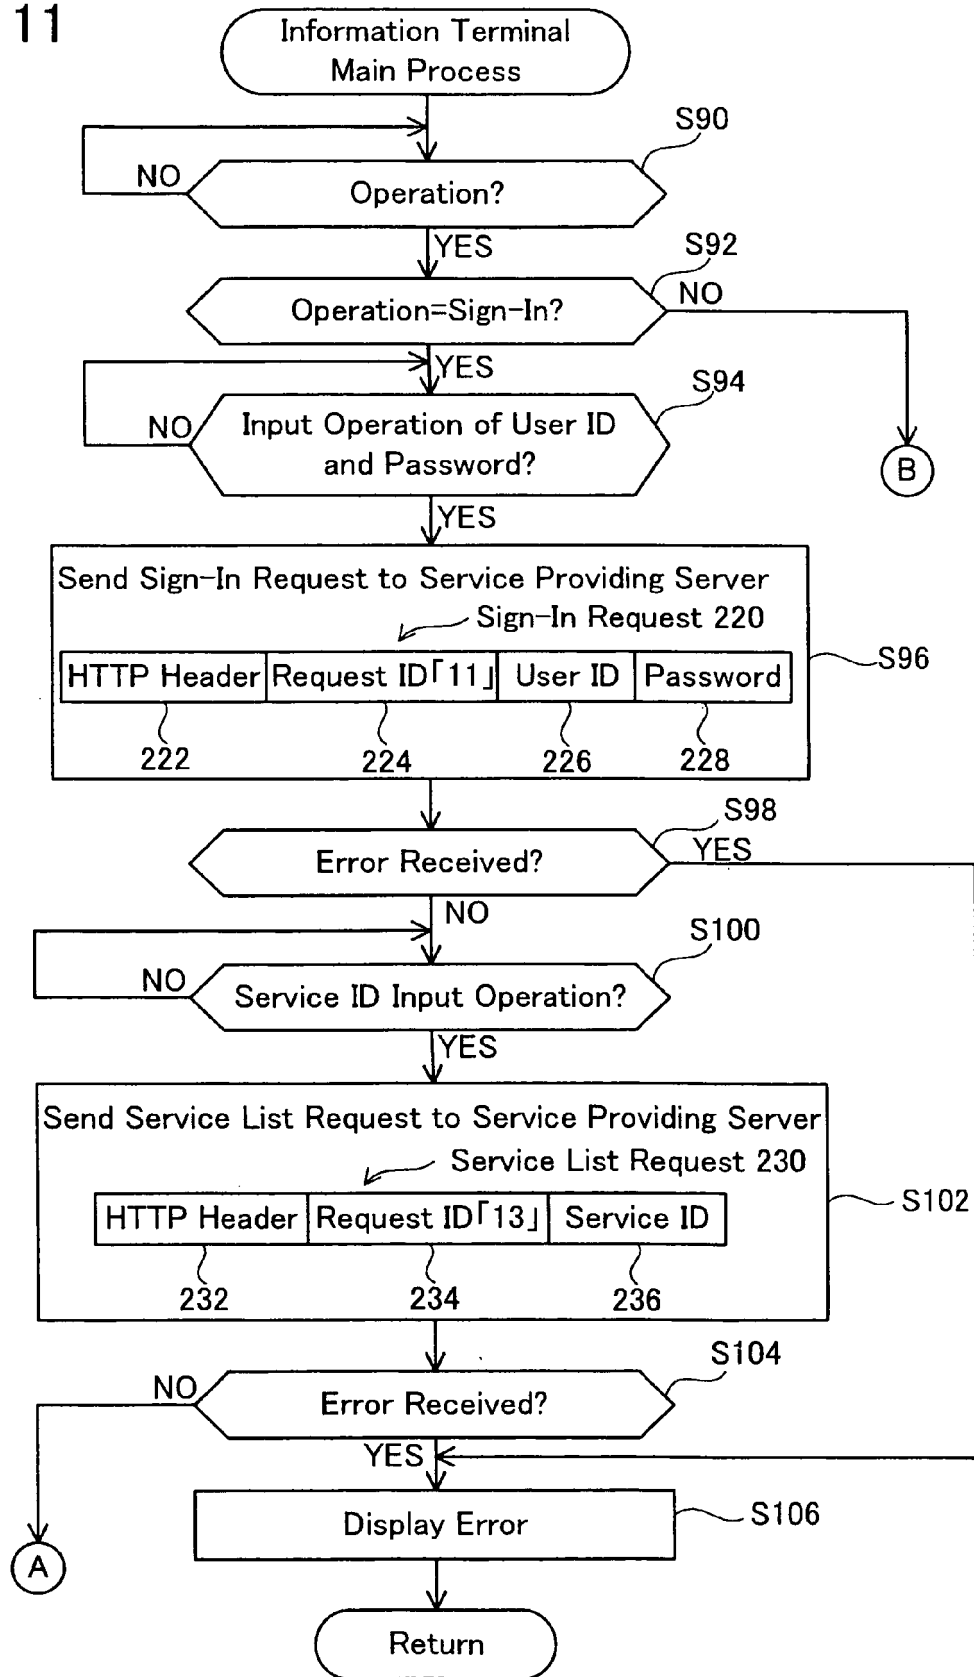 11
Information Terminal
Main Process
S90
NO
Operation?
YES
S92
Operation=Sign-In?
NO
YES
S94
NO
Input Operation of User ID
and Password?
B
YES
Send Sign-In Request to Service Providing Server
Sign-In Request 220
HTTP Header Request ID「11」 User ID Password
S96
222 224 226 228
S98
Error Received?
YES
NO
S100
NO
Service ID Input Operation?
YES
Send Service List Request to Service Providing Server
Service List Request 230
HTTP Header Request ID「13」 Service ID
S102
232 234 236
S104
NO
Error Received?
YES
Display Error
S106
A
Return